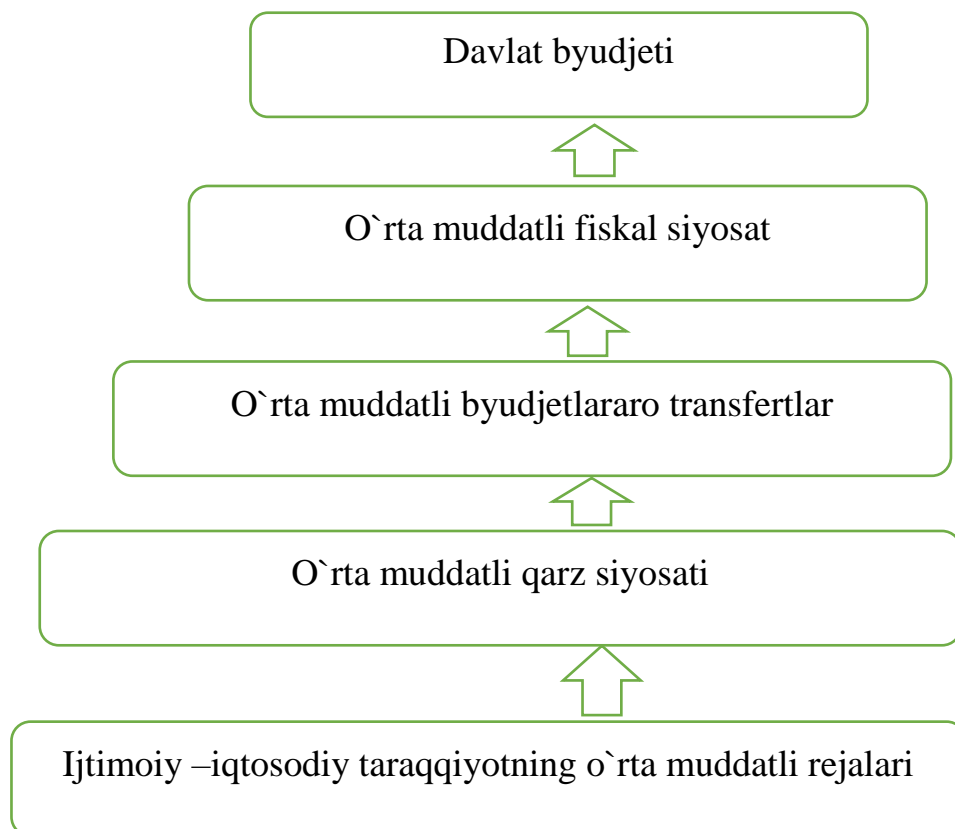 Davlat byudjeti
O`rta muddatli fiskal siyosat
O`rta muddatli byudjetlararo transfertlar
O`rta muddatli qarz siyosati
Ijtimoiy –iqtosodiy taraqqiyotning o`rta muddatli rejalari